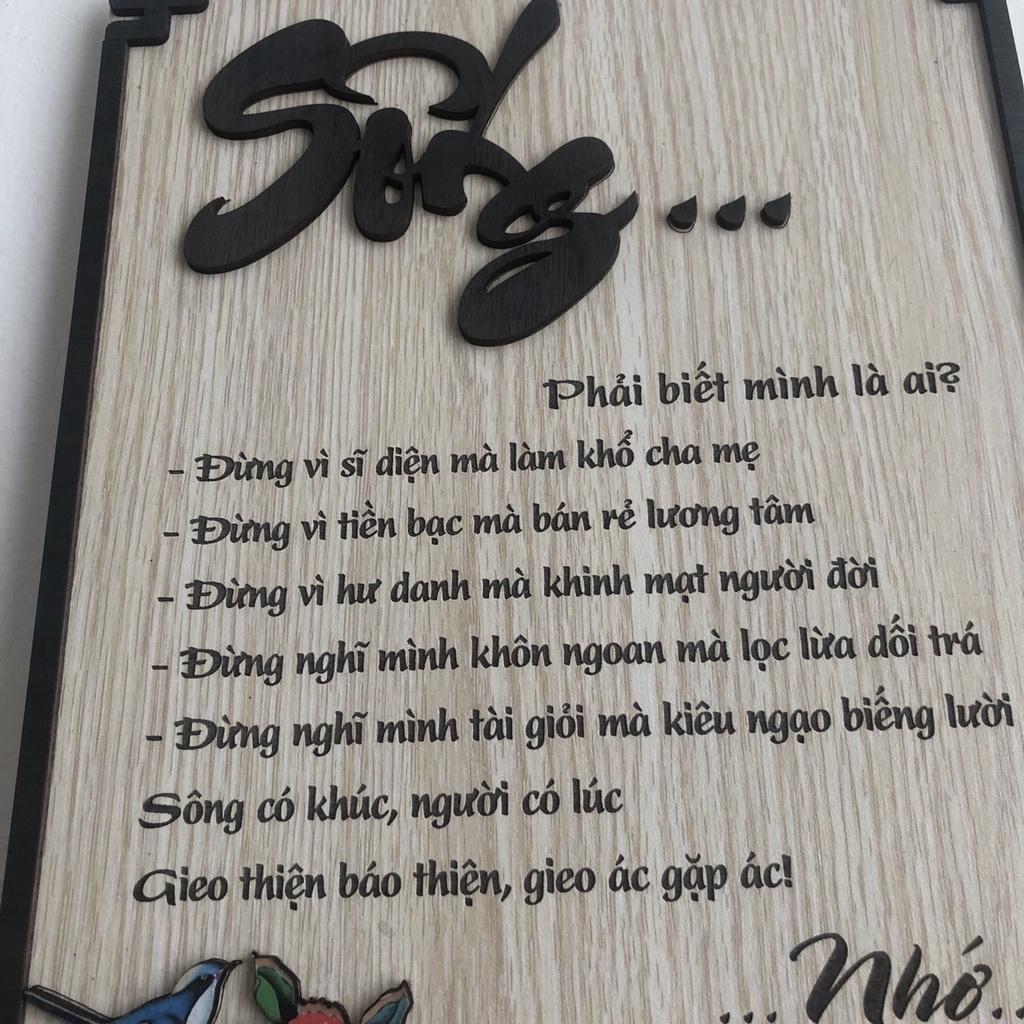 Sống...
Phải biết mình là ai?
- Đừng vì sĩ diện mà làm khổ cha mẹ
- Đừng vì tiền bạc mà bán rẻ lương tâm
- Đừng vì hư danh mà khinh mạt người đời
- Đừng nghĩ mình khôn ngoan mà lọc lừa dối trá
- Đừng nghĩ mình tài giỏi mà kiêu ngạo biếng lười
Sông có khúc, người có lúc
Gieo thiện báo thiện, gieo ác gặp ác!
...Nhớ..